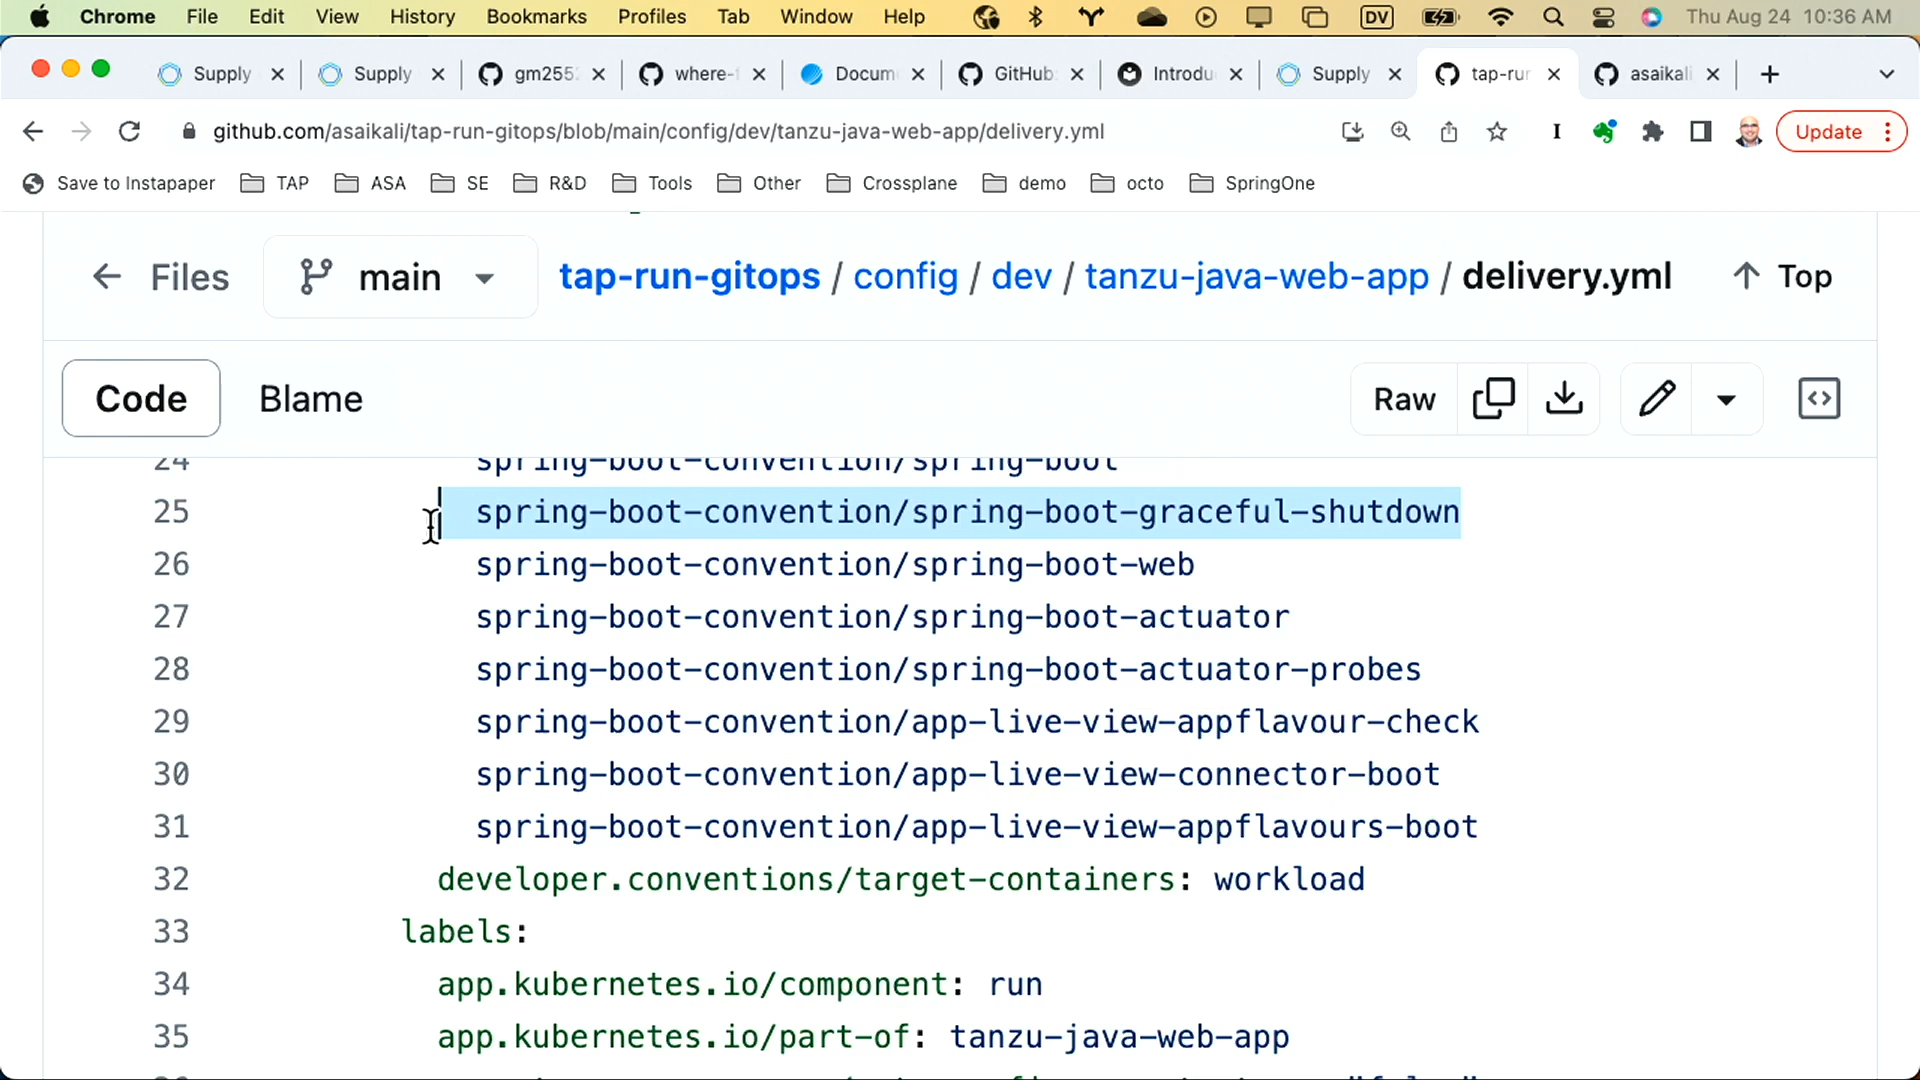 Chrome File Edit View History Bookmarks Profiles Tab Window Help DV Thu Aug 24 10:36 AM
Supply Supply gm255 where- Docum GitHub: Introdu Supply tap-rur asaikali
github.com/asaikali/tap-run-gitops/blob/main/config/dev/tanzu-java-web-app/delivery.yml I Update
Save to Instapaper TAP ASA SE R&D Tools Other Crossplane demo octo SpringOne
Files main tap-run-gitops / config / dev / tanzu-java-web-app / delivery.yml Top
Code Blame Raw
24 spring-boot-convention/spring-boot
25 spring-boot-convention/spring-boot-graceful-shutdown
26 spring-boot-convention/spring-boot-web
27 spring-boot-convention/spring-boot-actuator
28 spring-boot-convention/spring-boot-actuator-probes
29 spring-boot-convention/app-live-view-appflavour-check
30 spring-boot-convention/app-live-view-connector-boot
31 spring-boot-convention/app-live-view-appflavours-boot
32 developer.conventions/target-containers: workload
33 labels:
34 app.kubernetes.io/component: run
35 app.kubernetes.io/part-of: tanzu-java-web-app